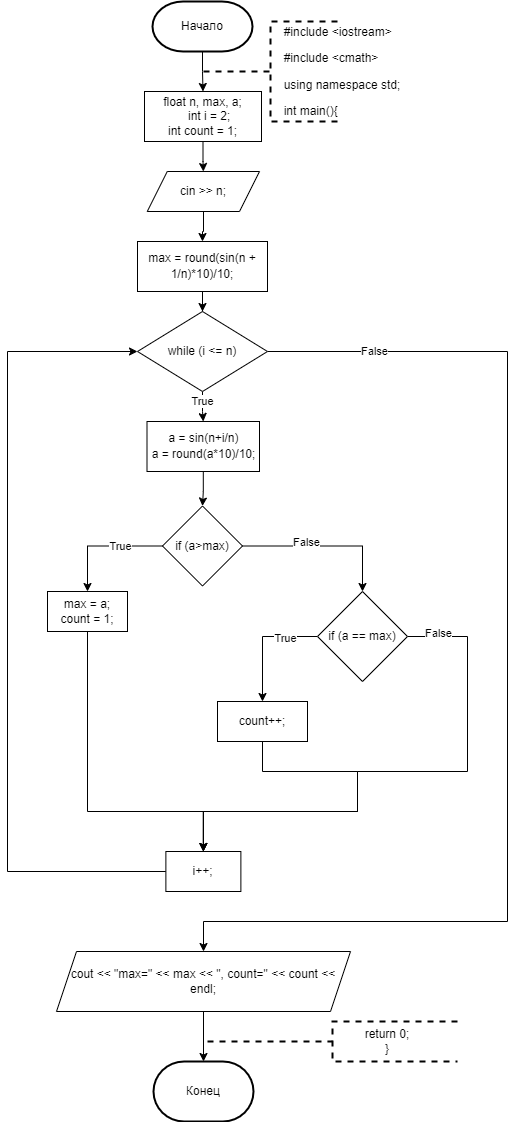 Начало
#include <iostream>
#include <cmath>
using namespace std;
int main(){
float n, max, a;
int i = 2;
int count = 1;
cin >> n;
max = round(sin(n +
1/n)*10)/10;
while (i <= n)
False
True
a = sin(n+i/n)
a = round(a*10)/10;
if (a>max)
True
False
max = a;
count = 1;
if (a == max)
True
False
count++;
i++;
cout << "max=" << max << ", count=" << count <<
endl;
return 0;
}
Конец